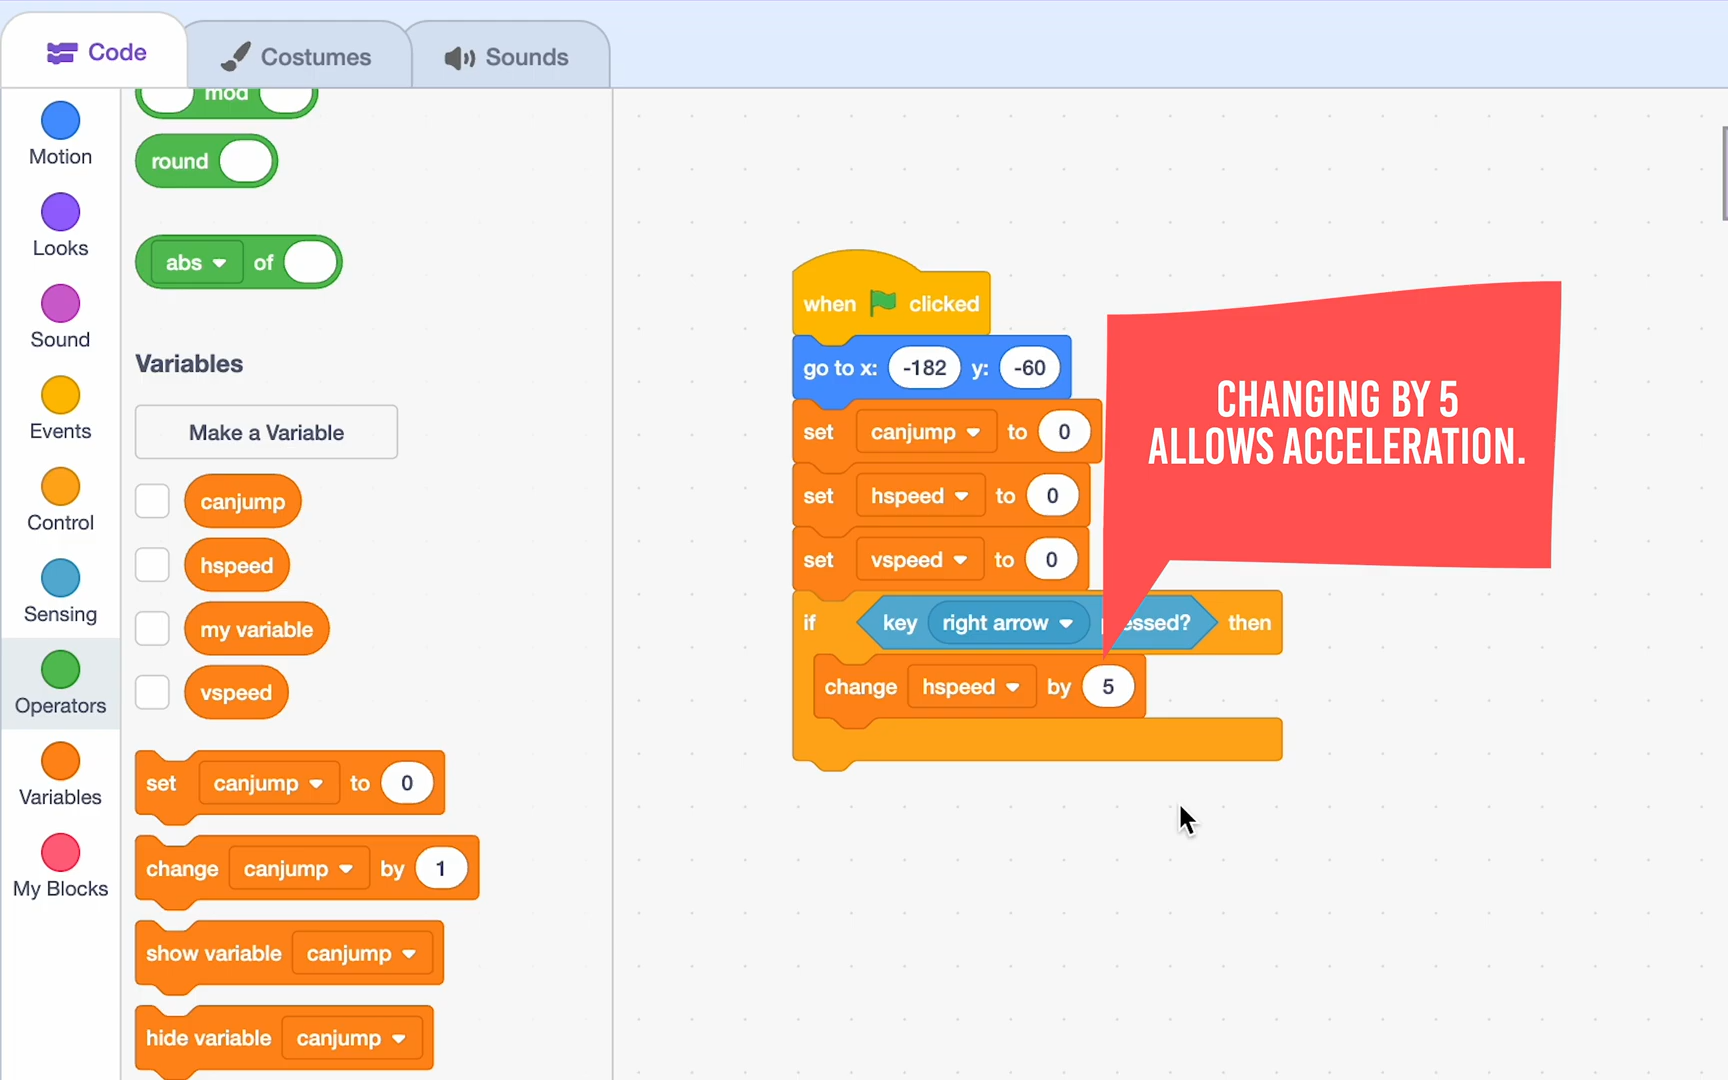 Code
Costumes
Sounds
Motion
Looks
Sound
Events
Control
Sensing
Operators
Variables
My Blocks
mod
round
abs of
Variables
Make a Variable
canjump
hspeed
my variable
vspeed
set canjump to 0
change canjump by 1
show variable canjump
hide variable canjump
when clicked
go to x: -182 y: -60
set canjump to 0
set hspeed to 0
set vspeed to 0
if key right arrow essed? then
change hspeed by 5
CHANGING BY 5
ALLOWS ACCELERATION.